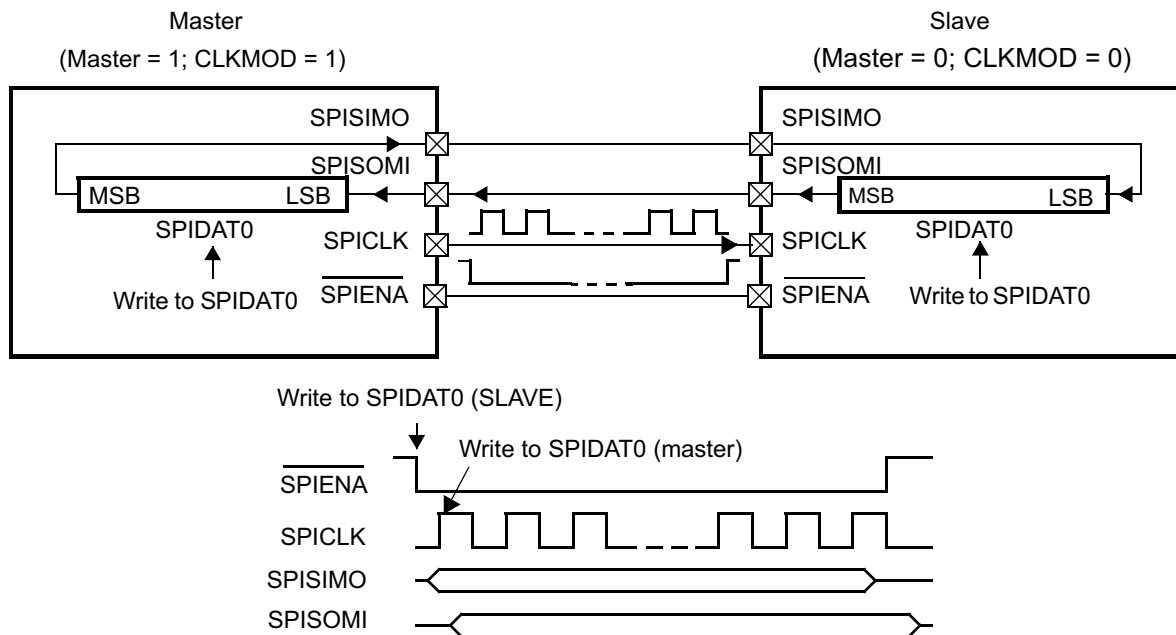 Master
(Master = 1; CLKMOD = 1)
Slave
(Master = 0; CLKMOD = 0)
SPISIMO
SPISIMO
SPISOMI
SPISOMI
MSB
LSB
MSB
LSB
SPIDAT0
SPICLK
SPICLK
SPIDAT0
Write to SPIDAT0
SPIENA
SPIENA
Write to SPIDAT0
Write to SPIDAT0 (SLAVE)
Write to SPIDAT0 (master)
SPIENA
SPICLK
SPISIMO
SPISOMI